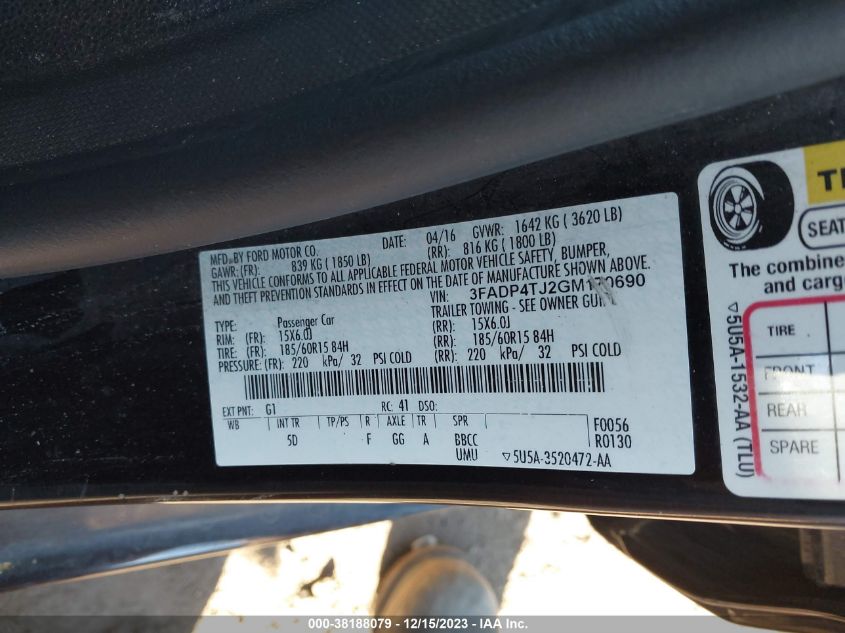 MFD. BY FORD MOTOR CO. DATE: 04/16 GVWR: 1642 KG ( 3620 LB)
GAWR: (FR): 839 KG ( 1850 LB) (RR): 816 KG ( 1800 LB)
THIS VEHICLE CONFORMS TO ALL APPLICABLE FEDERAL MOTOR VEHICLE SAFETY, BUMPER,
AND THEFT PREVENTION STANDARDS IN EFFECT ON THE DATE OF MANUFACTURE SHOWN ABOVE.
VIN:
TRAILER TOWING - SEE OWNER
TYPE: Passenger Car
RIM: (FR): 15X6.0J (RR): 15X6.0J
TIRE: (FR): 185/60R15 84H (RR): 185/60R15 84H
PRESSURE: (FR): 220 kPa/ 32 PSI COLD (RR): 220 kPa/ 32 PSI COLD
EXT PNT: G1 RC: 41 DSO:
WB INT TR TP/PS R AXLE TR SPR F0056
5D F GG A BBCC R0130
UMU ▽5U5A-3520472-AA
SEAT
The combine
and cargo
TIRE
FRONT
REAR
SPARE
▽5U5A-1532-AA (TLU)
000-38188079 - 12/15/2023 - IAA Inc.